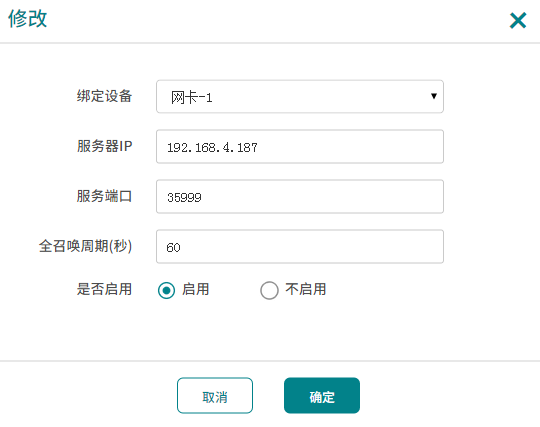 修改
绑定设备 网卡-1
服务器IP 192.168.4.187
服务端口 35999
全召唤周期(秒) 60
是否启用 启用 不启用
取消 确定